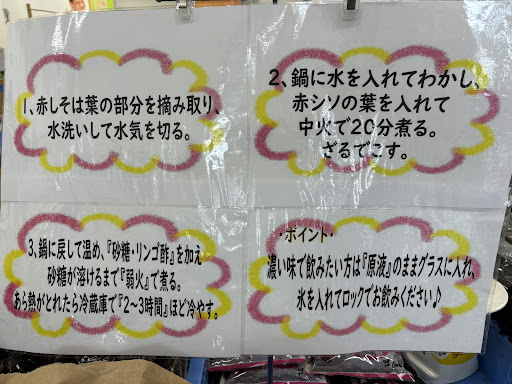 1、赤しそは葉の部分を摘み取り、
水洗いして水気を切る。
2、鍋に水を入れてわかし、
赤シソの葉を入れて
中火で20分煮る。
ざるでこす。
3、鍋に戻して温め、『砂糖・リンゴ酢』を加え
砂糖が溶けるまで『弱火』で煮る。
あら熱がとれたら冷蔵庫で『2~3時間』ほど冷やす。
・ポイント・
濃い味で飲みたい方は『原液』のままグラスに入れ、
氷を入れてロックでお飲みください♪